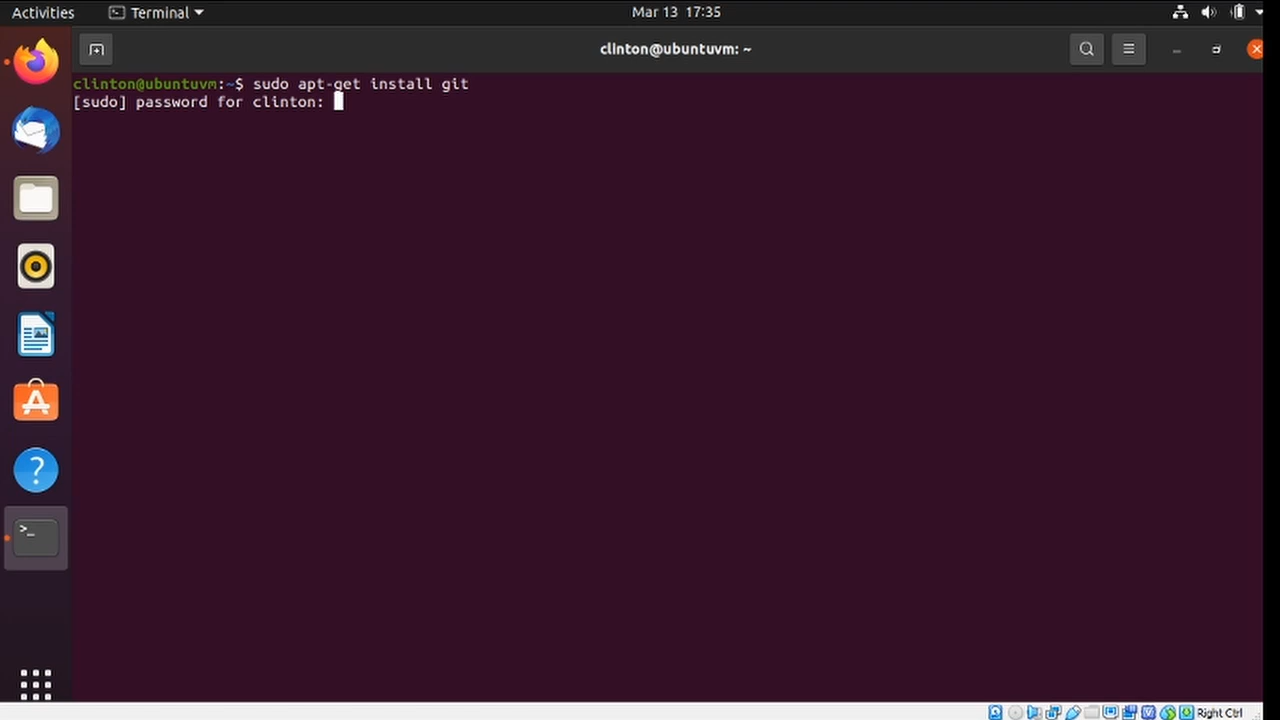 Activities Terminal Mar 13 17:35
clinton@ubuntuvm: ~
clinton@ubuntuvm:~$ sudo apt-get install git
[sudo] password for clinton:
Right Ctrl